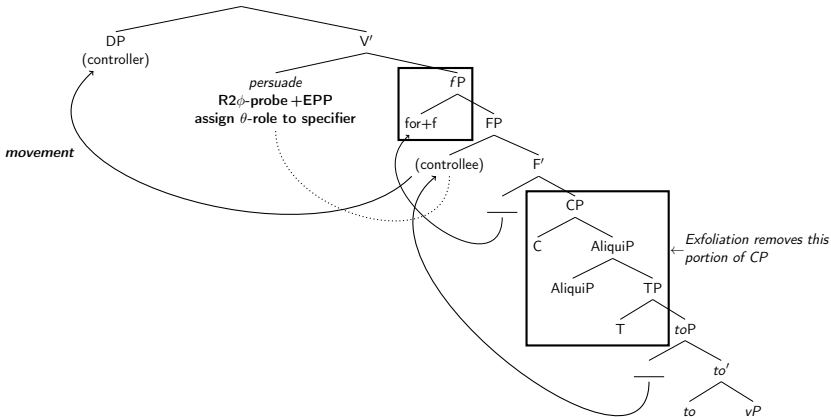 DP
(controller)
V′
persuade
R2ϕ-probe +EPP
assign θ-role to specifier
fP
for+f
FP
movement
(controllee)
F′
CP
C
AliquiP
←Exfoliation removes this
portion of CP
AliquiP
TP
T
toP
to′
to
vP